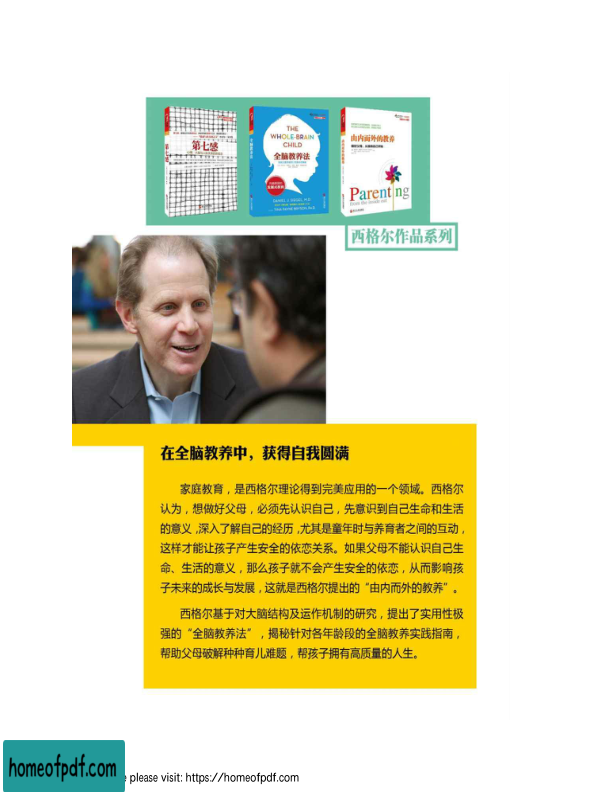 第七感
THE
WHOLE-BRAIN
CHILD
全脑教养法
DANIEL J. SIEGEL, M.D.
TINA PAYNE BRYSON, PH.D.
由内而外的教养
Parenting
from the inside out
西格尔作品系列
在全脑教养中，获得自我圆满
家庭教育，是西格尔理论得到完美应用的一个领域。西格尔
认为，想做好父母，必须先认识自己，先意识到自己生命和生活
的意义，深入了解自己的经历，尤其是童年时与养育者之间的互动，
这样才能让孩子产生安全的依恋关系。如果父母不能认识自己生
命、生活的意义，那么孩子就不会产生安全的依恋，从而影响孩
子未来的成长与发展，这就是西格尔提出的“由内而外的教养”。
西格尔基于对大脑结构及运作机制的研究，提出了实用性极
强的“全脑教养法”，揭秘针对各年龄段的全脑教养实践指南，
帮助父母破解种种育儿难题，帮孩子拥有高质量的人生。
homeofpdf.com
e please visit: https://homeofpdf.com